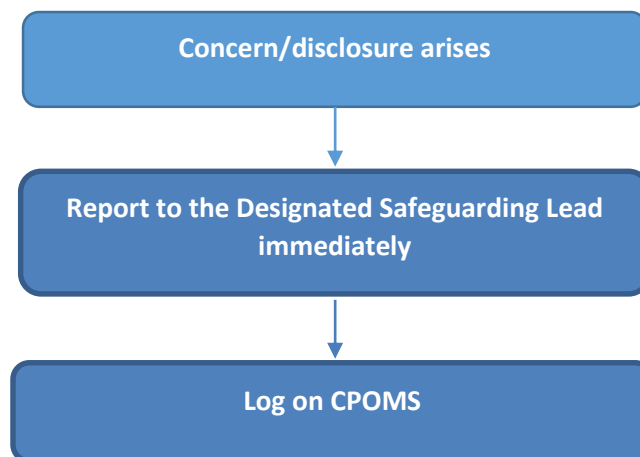 Concern/disclosure arises
Report to the Designated Safeguarding Lead
immediately
Log on CPOMS